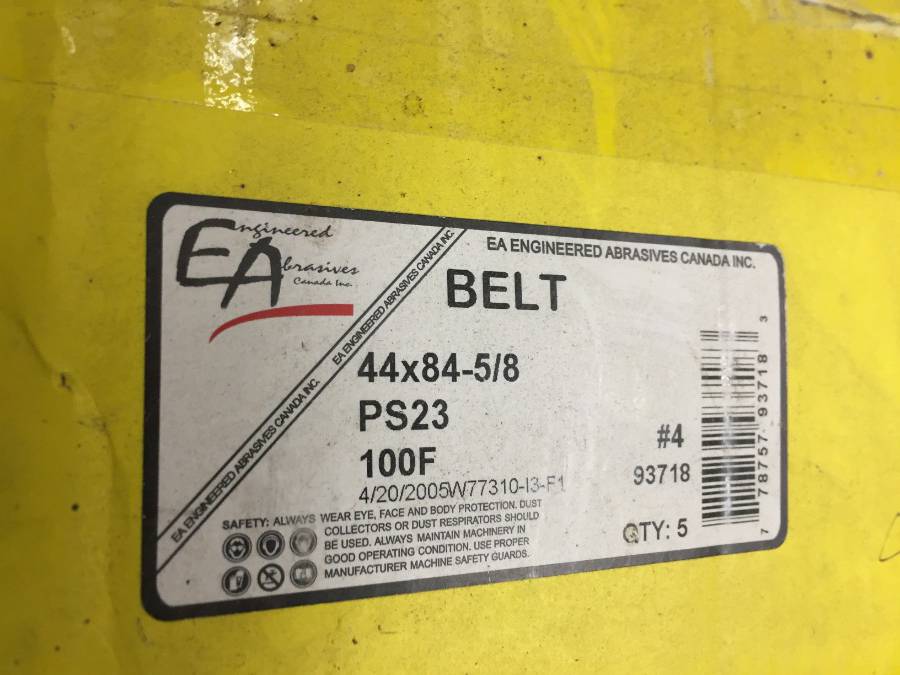 Engineered
Abrasives
Canada Inc.
EA ENGINEERED ABRASIVES CANADA INC.
EA ENGINEERED ABRASIVES CANADA INC.
EA ENGINEERED ABRASIVES CANADA INC.
BELT
44x84-5/8
PS23
100F
4/20/2005W77310-I3-F1
#4
93718
QTY: 5
7 78757 93718 3
SAFETY: ALWAYS WEAR EYE, FACE AND BODY PROTECTION. DUST
COLLECTORS OR DUST RESPIRATORS SHOULD
BE USED. ALWAYS MAINTAIN MACHINERY IN
GOOD OPERATING CONDITION. USE PROPER
MANUFACTURER MACHINE SAFETY GUARDS.